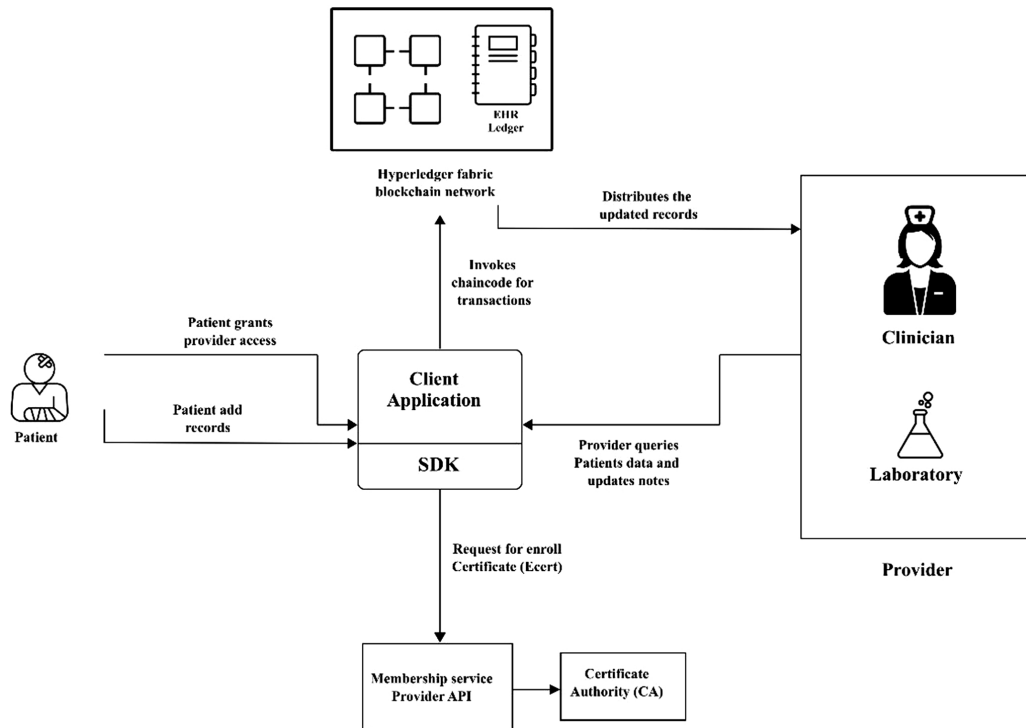 EHR
Ledger
Hyperledger fabric
blockchain network
Distributes the
updated records
Invokes
chaincode for
transactions
Clinician
Patient grants
provider access
Client
Application
Patient
Patient add
records
SDK
Provider queries
Patients data and
updates notes
Laboratory
Request for enroll
Certificate (Ecert)
Provider
Membership service
Provider API
Certificate
Authority (CA)